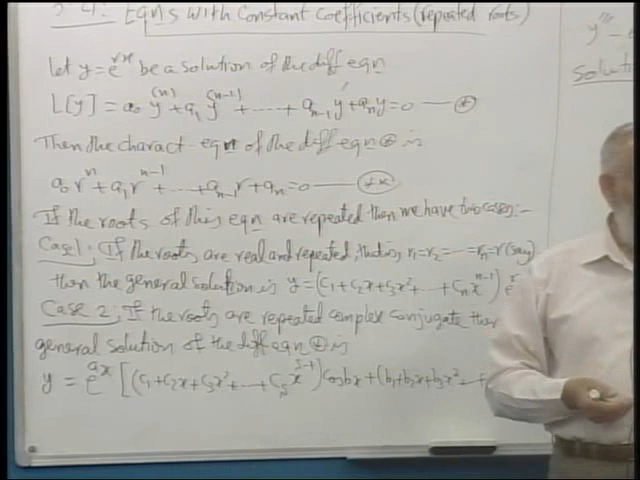 Eqns with Constant Coefficients (repeated roots)
y''' -
Solution
Let y = e^{rx} be a solution of the diff eqn
L[y] = a₀ y^{(n)} + a₁ y^{(n-1)} + ...... + a_{n-1} y' + a_n y = 0 — (*)
Then the charact eqn of the diff eqn (*) is
a₀ r^n + a₁ r^{n-1} + ..... + a_{n-1} r + a_n = 0 — (**)
If the roots of this eqn are repeated then we have two cases:-
Case 1: If the roots are real and repeated, that is, r₁ = r₂ = ---- = r_n = r (say)
then the general solution is y = (c₁ + c₂x + c₃x² + .... + c_n x^{n-1}) e^r
Case 2: If the roots are repeated complex conjugate then
general solution of the diff eqn (*) is
y = e^{ax} [(c₁ + c₂x + c₃x² + ... + c_s x^{s-1}) cos bx + (b₁ + b₂x + b₃x² ...